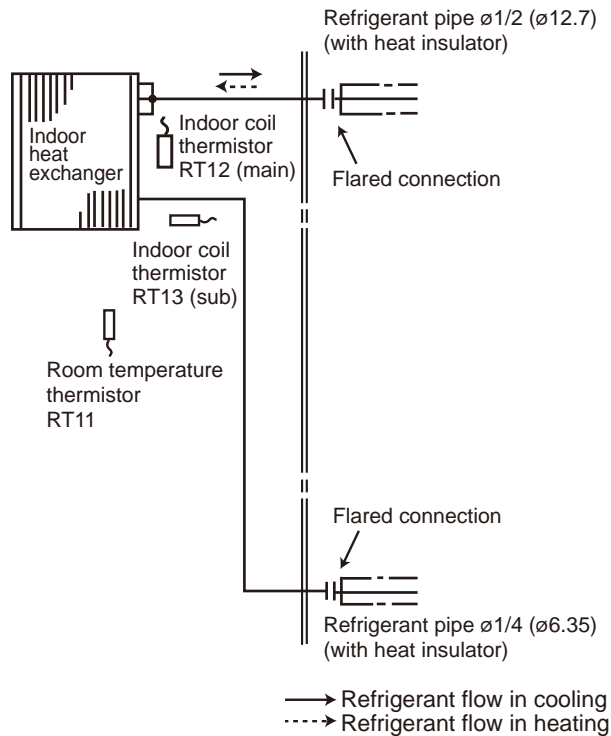 Refrigerant pipe ø1/2 (ø12.7)
(with heat insulator)
Indoor
heat
exchanger
Indoor coil
thermistor
RT12 (main)
Flared connection
Indoor coil
thermistor
RT13 (sub)
Room temperature
thermistor
RT11
Flared connection
Refrigerant pipe ø1/4 (ø6.35)
(with heat insulator)
Refrigerant flow in cooling
Refrigerant flow in heating